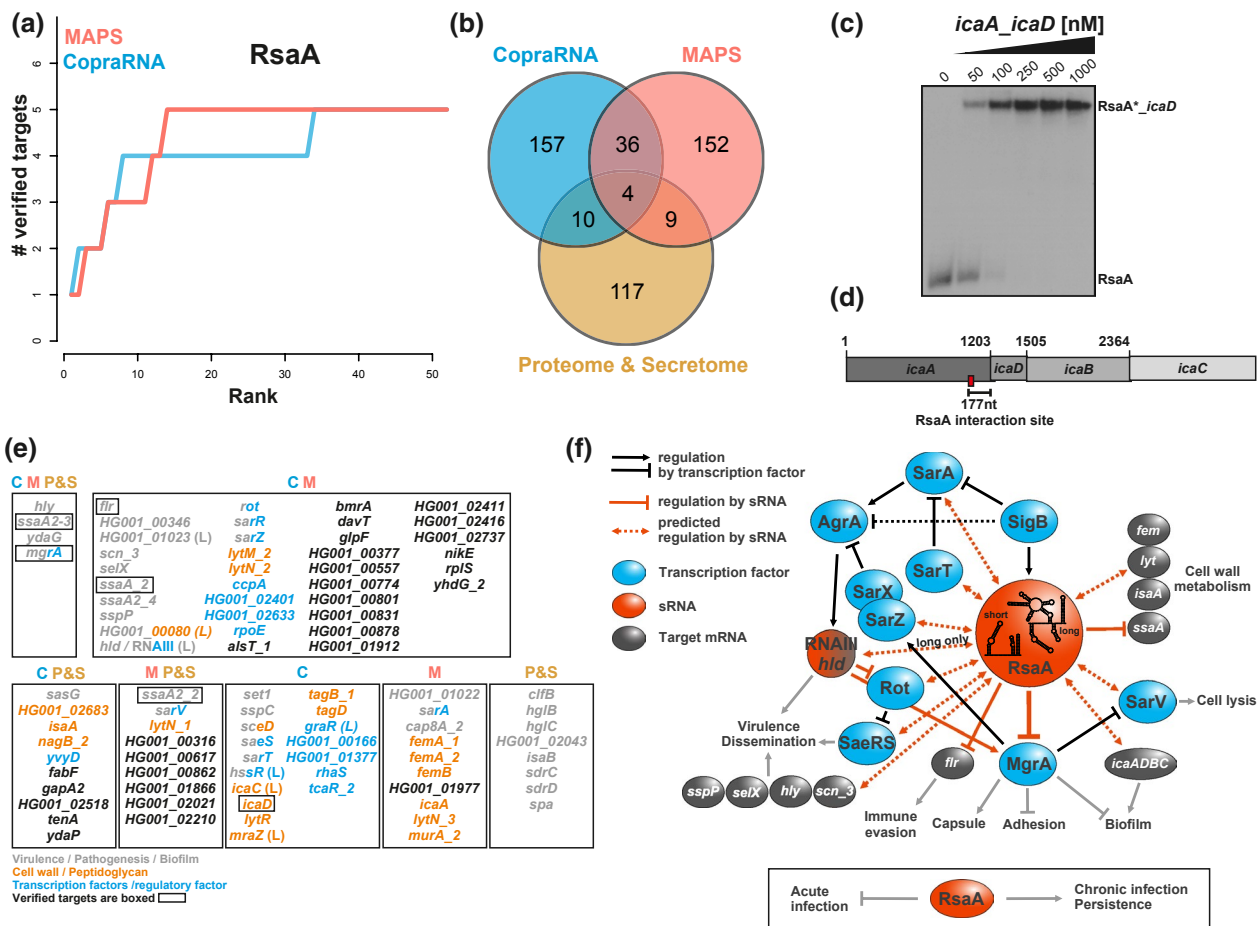 (a)
MAPS
CopraRNA
RsaA
# verified targets
6
5
4
3
2
1
0
0 10 20 30 40 50
Rank
(b)
CopraRNA
MAPS
157
36
152
4
10
9
117
Proteome & Secretome
(c)
icaA_icaD [nM]
0 50 100 250 500 1000
RsaA*_icaD
RsaA
(d)
1 1203 1505 2364
icaA icaD icaB icaC
177nt
RsaA interaction site
(e)
C M P&S
hly
ssaA2-3
ydaG
mgrA
C M
flr
HG001_00346
HG001_01023 (L)
scn_3
selX
ssaA_2
ssaA2_4
sspP
HG001_00080 (L)
hld / RNAIII (L)
rot
sarR
sarZ
lytM_2
lytN_2
ccpA
HG001_02401
HG001_02633
rpoE
alsT_1
bmrA
davT
glpF
HG001_00377
HG001_00557
HG001_00774
HG001_00801
HG001_00831
HG001_00878
HG001_01912
HG001_02411
HG001_02416
HG001_02737
nikE
rplS
yhdG_2
C P&S
sasG
HG001_02683
isaA
nagB_2
yvyD
fabF
gapA2
HG001_02518
tenA
ydaP
M P&S
ssaA2_2
sarV
lytN_1
HG001_00316
HG001_00617
HG001_00862
HG001_01866
HG001_02021
HG001_02210
C
set1
sspC
sceD
saeS
sarT
hssR (L)
icaC (L)
icaD
lytR
mraZ (L)
tagB_1
tagD
graR (L)
HG001_00166
HG001_01377
rhaS
tcaR_2
M
HG001_01022
sarA
cap8A_2
femA_1
femA_2
femB
HG001_01977
icaA
lytN_3
murA_2
P&S
clfB
hglB
hglC
HG001_02043
isaB
sdrC
sdrD
spa
Virulence / Pathogenesis / Biofilm
Cell wall / Peptidoglycan
Transcription factors /regulatory factor
Verified targets are boxed
(f)
regulation
by transcription factor
regulation by sRNA
predicted
regulation by sRNA
Transcription factor
sRNA
Target mRNA
SarA
AgrA
SigB
SarT
SarX
SarZ
RNAIII
hld
long only
short
long
RsaA
Rot
SaeRS
MgrA
SarV
Cell lysis
fem
lyt
isaA
ssaA
Cell wall
metabolism
Virulence
Dissemination
sspP
selX
hly
scn_3
flr
icaADBC
Immune
evasion
Capsule
Adhesion
Biofilm
Acute
infection
RsaA
Chronic infection
Persistence